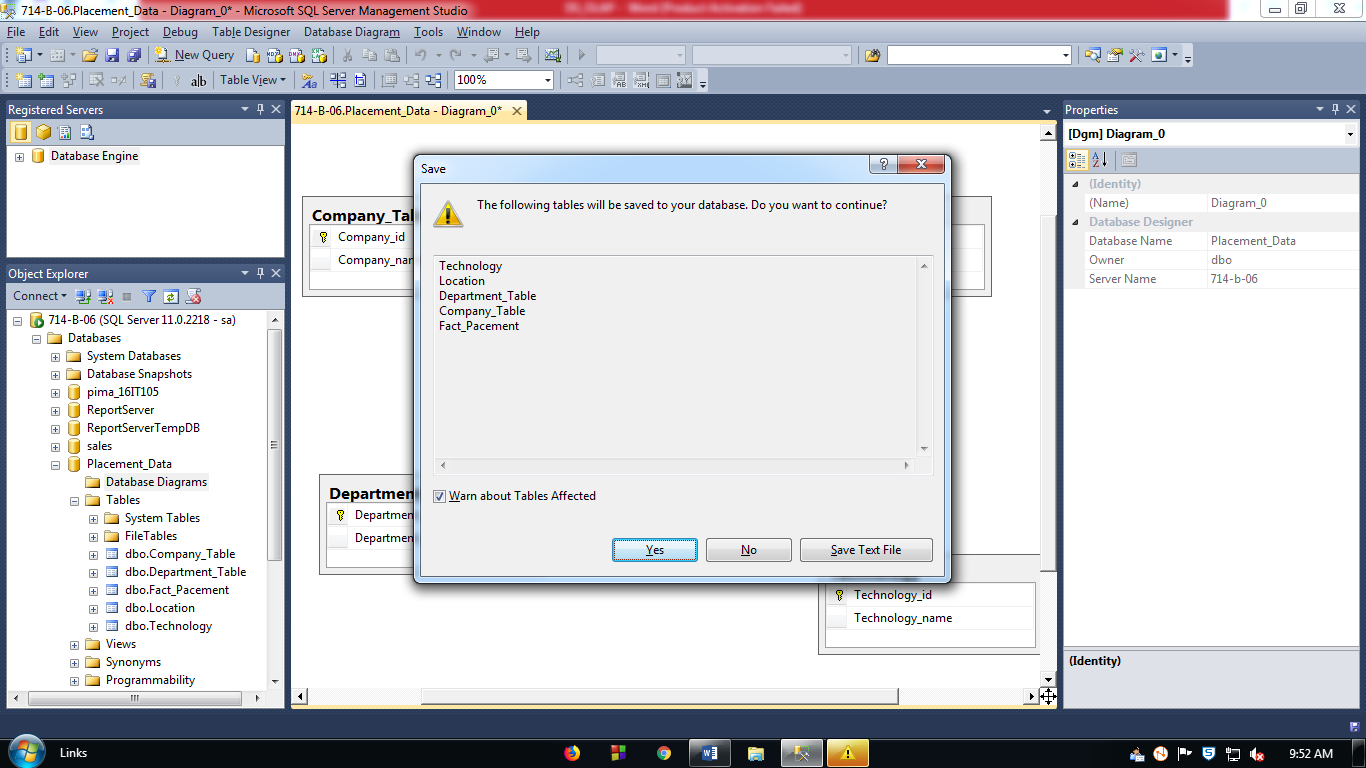 714-B-06.Placement_Data - Diagram_0* - Microsoft SQL Server Management Studio
File Edit View Project Debug Table Designer Database Diagram Tools Window Help
New Query
Table View
100%
Registered Servers
Database Engine
Object Explorer
Connect
714-B-06 (SQL Server 11.0.2218 - sa)
Databases
System Databases
Database Snapshots
pima_16IT105
ReportServer
ReportServerTempDB
sales
Placement_Data
Database Diagrams
Tables
System Tables
FileTables
dbo.Company_Table
dbo.Department_Table
dbo.Fact_Pacement
dbo.Location
dbo.Technology
Views
Synonyms
Programmability
714-B-06.Placement_Data - Diagram_0*
Company_Tal
Company_id
Company_nam
Department
Departmen
Departmen
Technology_id
Technology_name
Save
The following tables will be saved to your database. Do you want to continue?
Technology
Location
Department_Table
Company_Table
Fact_Pacement
Warn about Tables Affected
Yes No Save Text File
Properties
[Dgm] Diagram_0
(Identity)
(Name) Diagram_0
Database Designer
Database Name Placement_Data
Owner dbo
Server Name 714-b-06
(Identity)
Links
9:52 AM